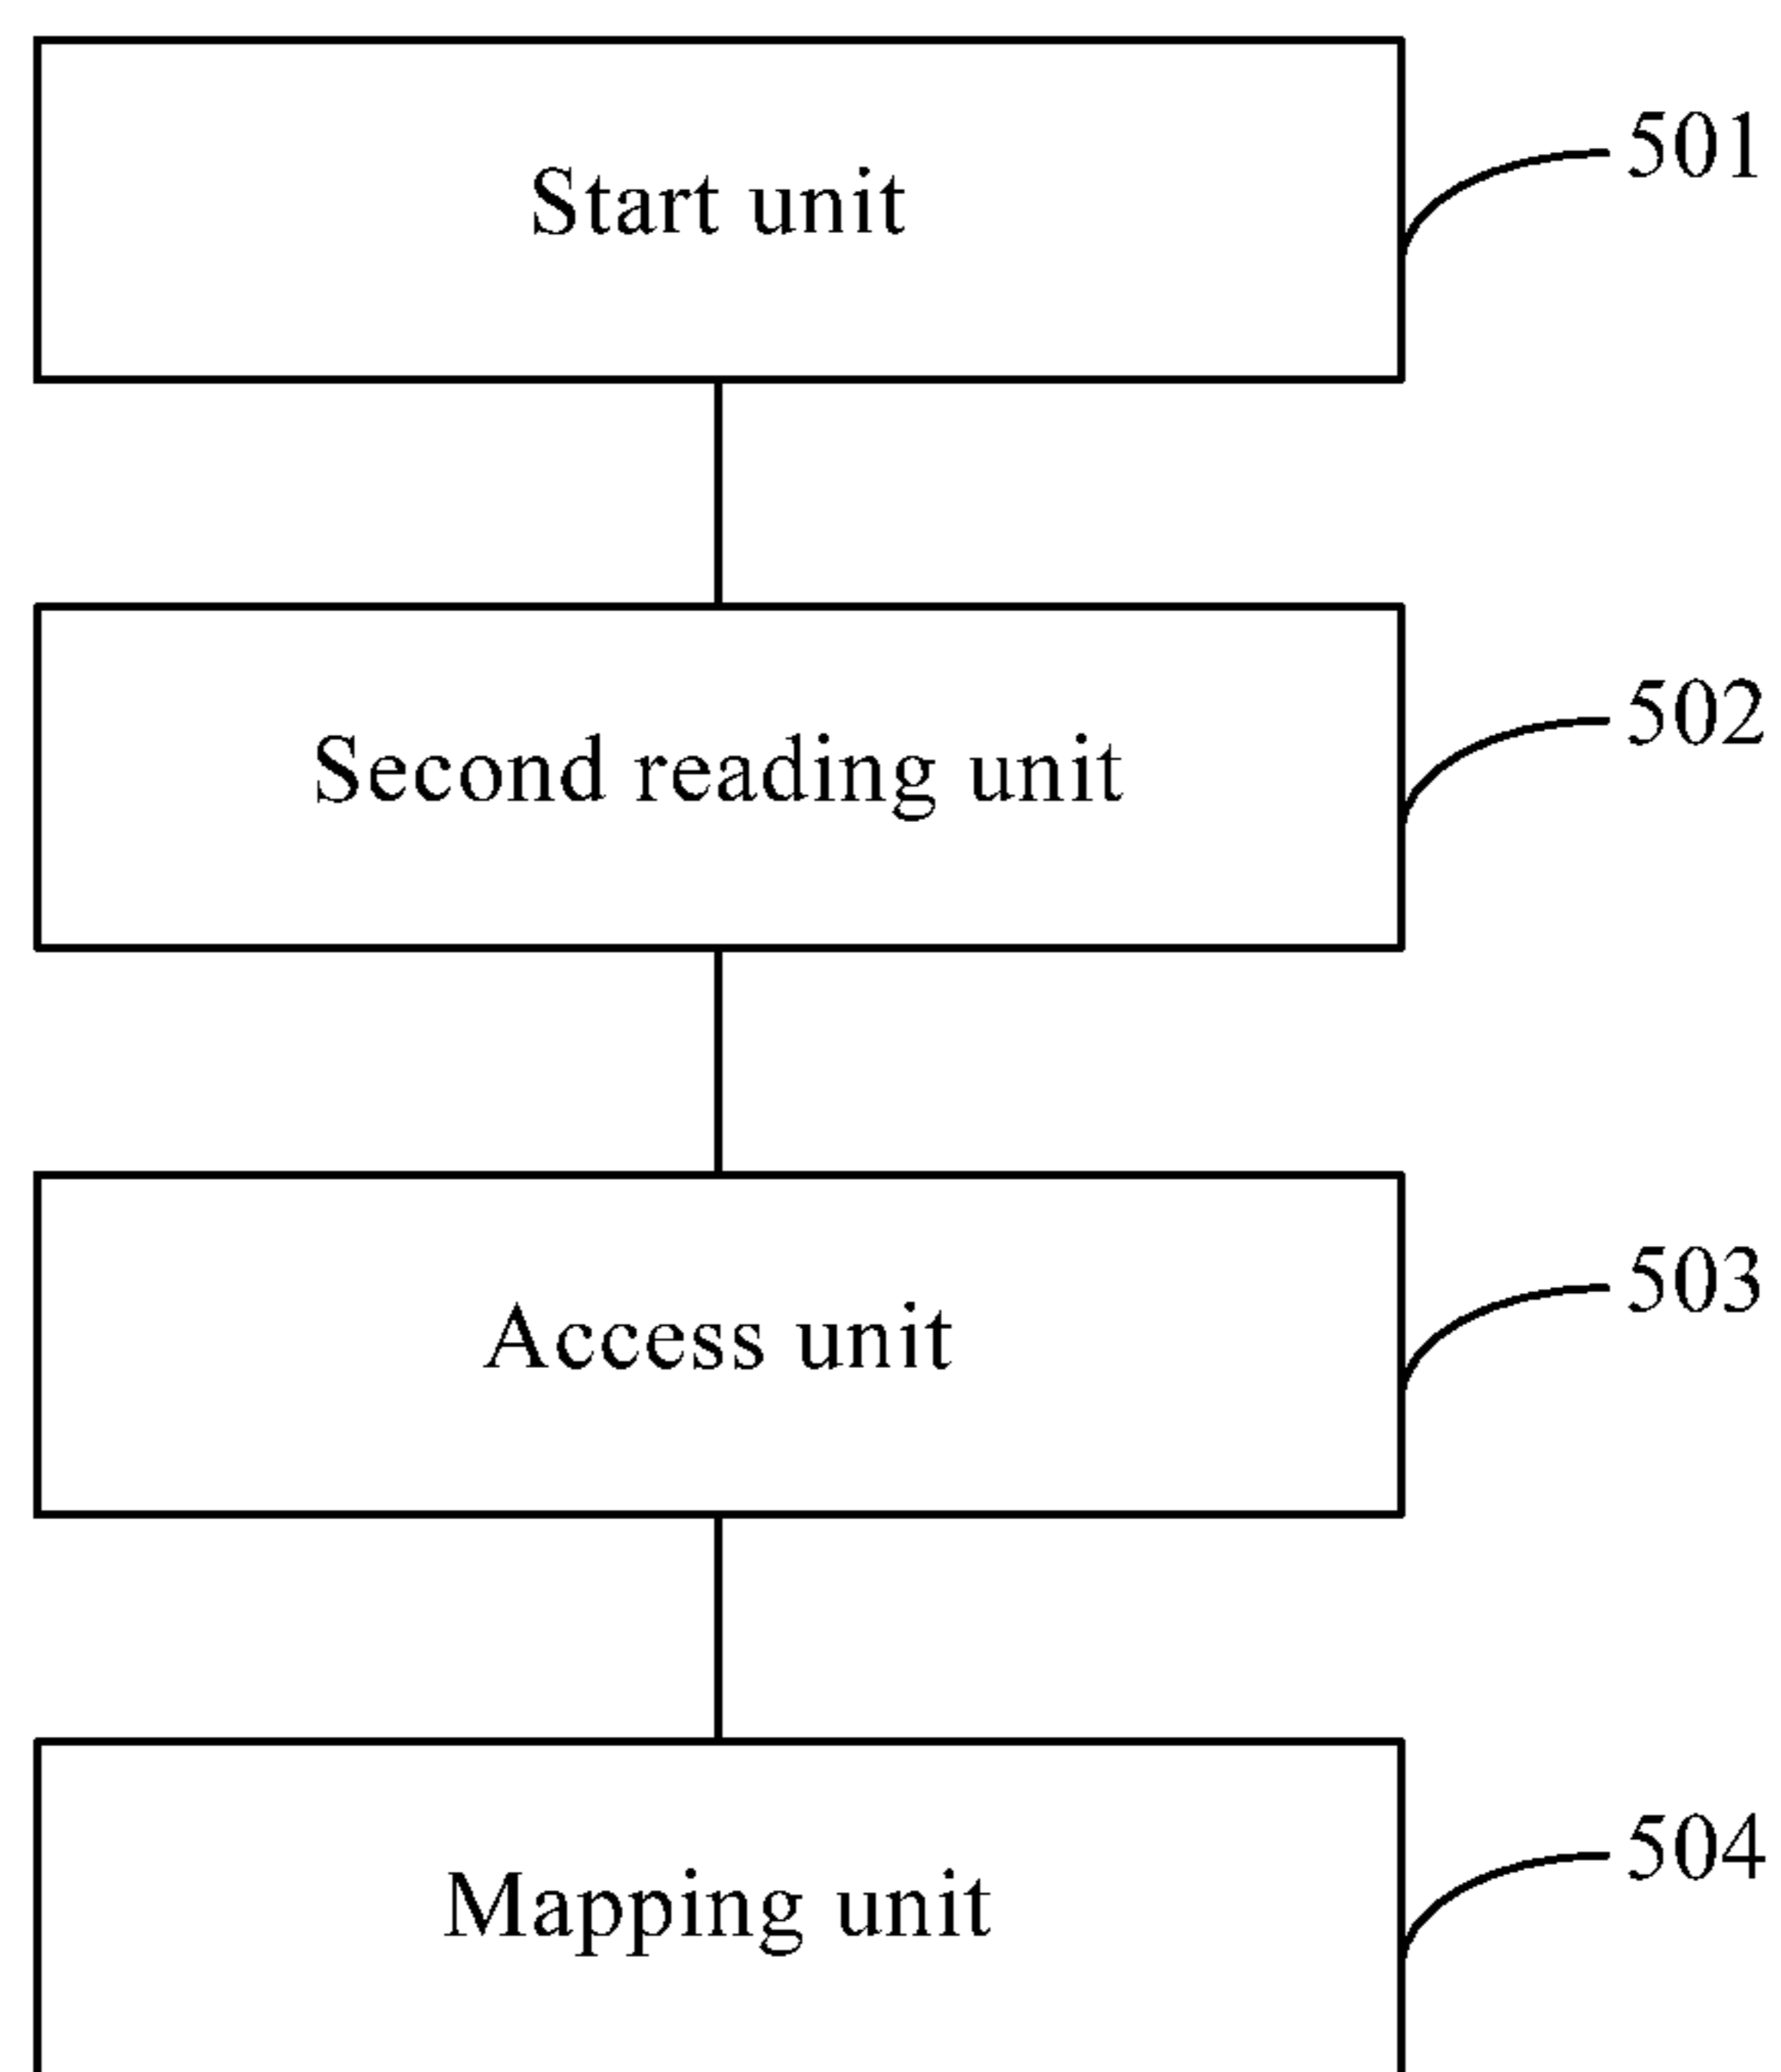 Start unit
501
Second reading unit
502
Access unit
503
Mapping unit
504